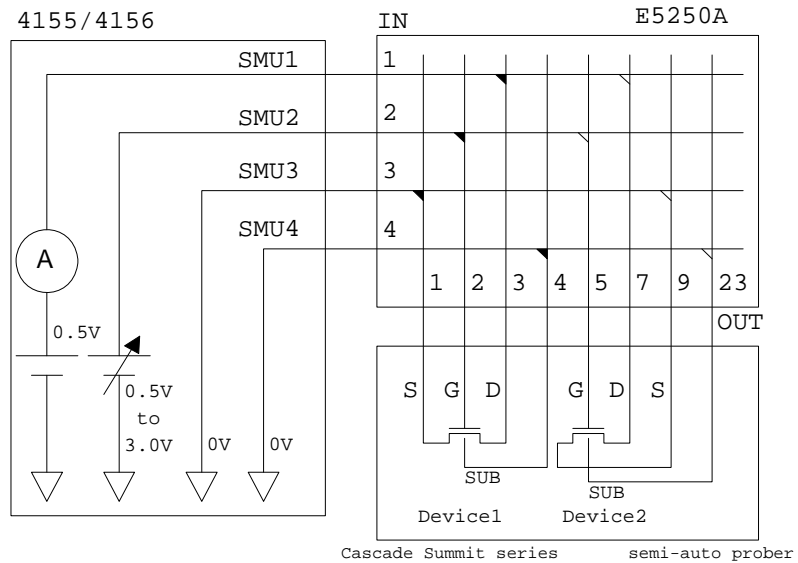 4155/4156
IN
E5250A
SMU1
1
SMU2
2
SMU3
3
SMU4
4
A
1 2 3 4 5 7 9 23
OUT
0.5V
0.5V
to
3.0V
0V
0V
S G D G D S
SUB
SUB
Device1 Device2
Cascade Summit series semi-auto prober